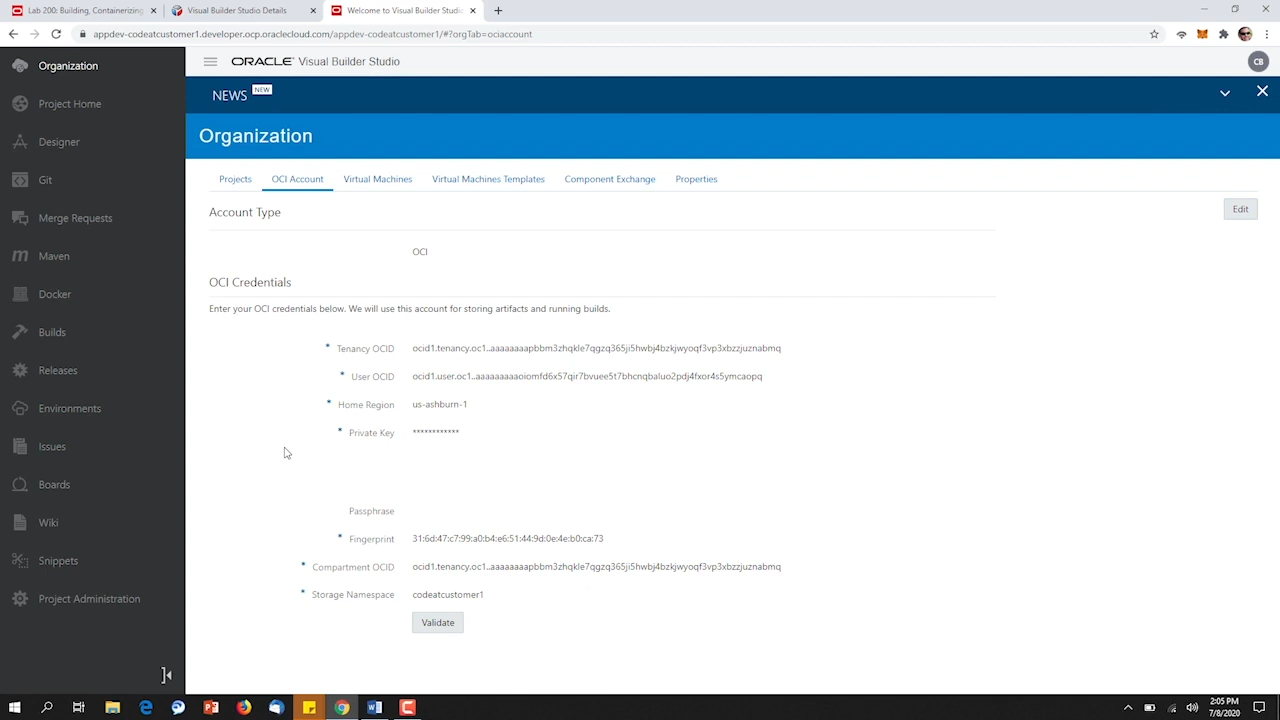 Lab 200: Building, Containerizing
Visual Builder Studio Details
Welcome to Visual Builder Studio
appdev-codeatcustomer1.developer.ocp.oraclecloud.com/appdev-codeatcustomer1/#?orgTab=ociaccount
Organization
ORACLE Visual Builder Studio
CB
Project Home
NEWS NEW
Designer
Organization
Git
Projects OCI Account Virtual Machines Virtual Machines Templates Component Exchange Properties
Merge Requests
Account Type
Edit
Maven
OCI
Docker
OCI Credentials
Enter your OCI credentials below. We will use this account for storing artifacts and running builds.
Builds
* Tenancy OCID ocid1.tenancy.oc1..aaaaaaaapbbm3zhqkle7qgzq365ji5hwbj4bzkjwyoqf3vp3xbzzjuznabmq
Releases
* User OCID ocid1.user.oc1..aaaaaaaaaoiomfd6x57qir7bvuee5t7bhcnqbaluo2pdj4fxor4s5ymcaopq
Environments
* Home Region us-ashburn-1
Issues
* Private Key ************
Boards
Passphrase
Wiki
* Fingerprint 31:6d:47:c7:99:a0:b4:e6:51:44:9d:0e:4e:b0:ca:73
Snippets
* Compartment OCID ocid1.tenancy.oc1..aaaaaaaapbbm3zhqkle7qgzq365ji5hwbj4bzkjwyoqf3vp3xbzzjuznabmq
Project Administration
* Storage Namespace codeatcustomer1
Validate
2:05 PM
7/8/2020